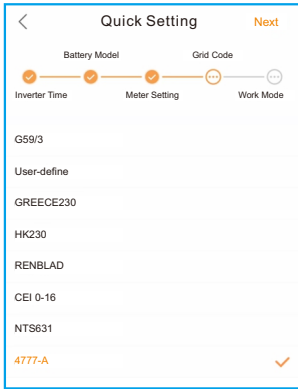 Quick Setting
Next
Battery Model
Grid Code
Inverter Time
Meter Setting
Work Mode
G59/3
User-define
GREECE230
HK230
RENBLAD
CEI 0-16
NTS631
4777-A